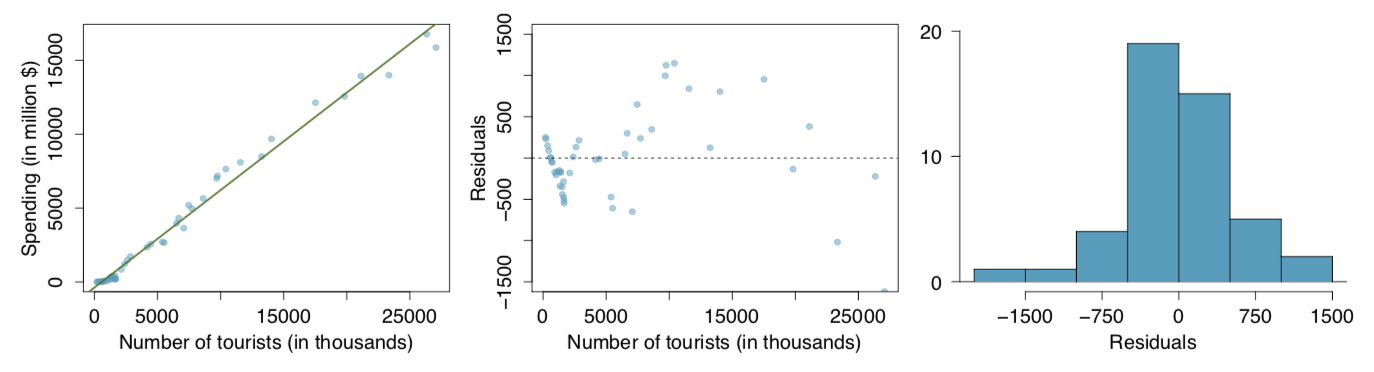 Spending (in million $)
0 5000 10000 15000
0 5000 15000 25000
Number of tourists (in thousands)
Residuals
−1500 −500 500 1500
0 5000 15000 25000
Number of tourists (in thousands)
20
10
0
−1500 −750 0 750 1500
Residuals